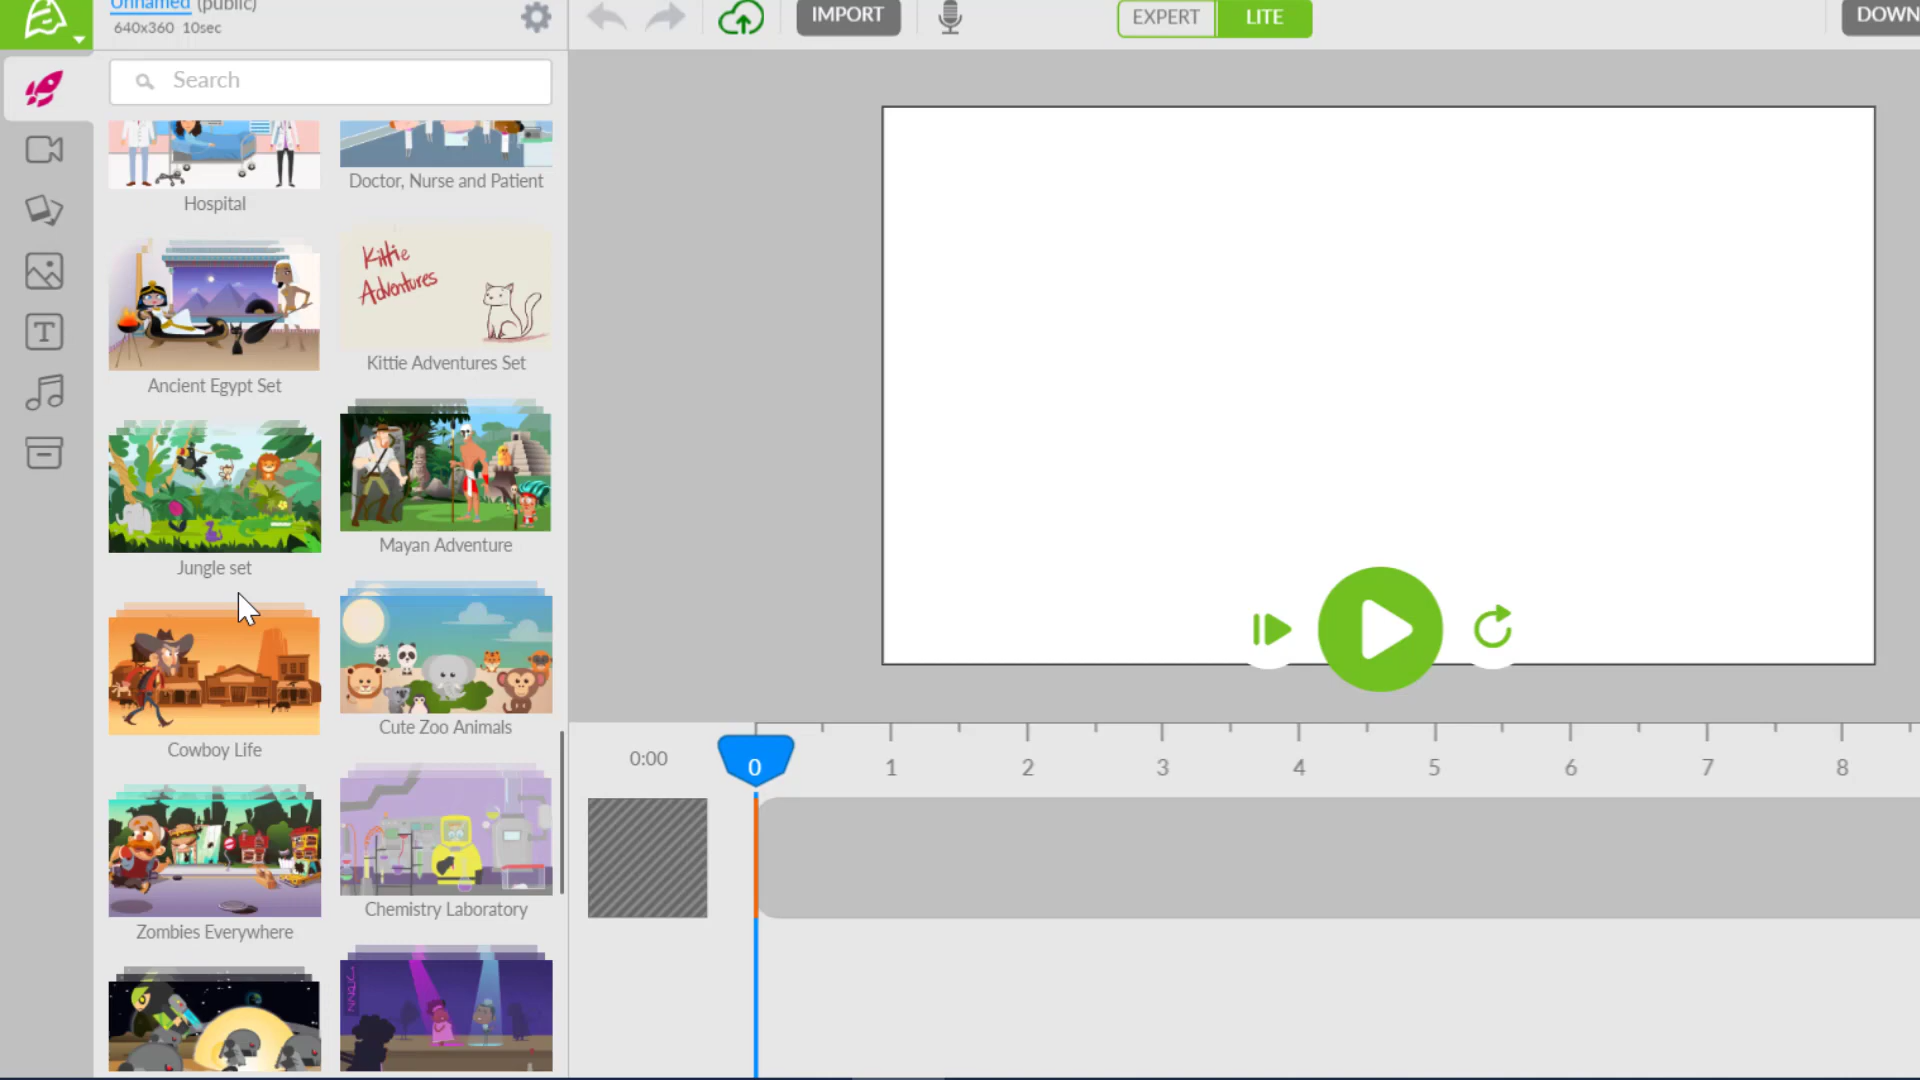 Unnamed (public)
640x360 10sec
IMPORT
EXPERT LITE
DOWN
Search
Hospital
Doctor, Nurse and Patient
Kittie
Adventures
Ancient Egypt Set
Kittie Adventures Set
Jungle set
Mayan Adventure
Cowboy Life
Cute Zoo Animals
Zombies Everywhere
Chemistry Laboratory
T
0:00
0 1 2 3 4 5 6 7 8